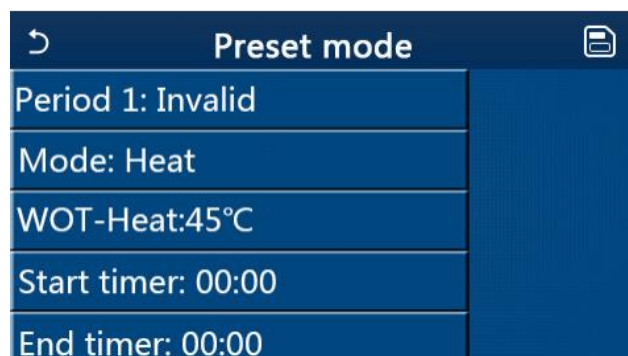 Preset mode
Period 1: Invalid
Mode: Heat
WOT-Heat:45℃
Start timer: 00:00
End timer: 00:00